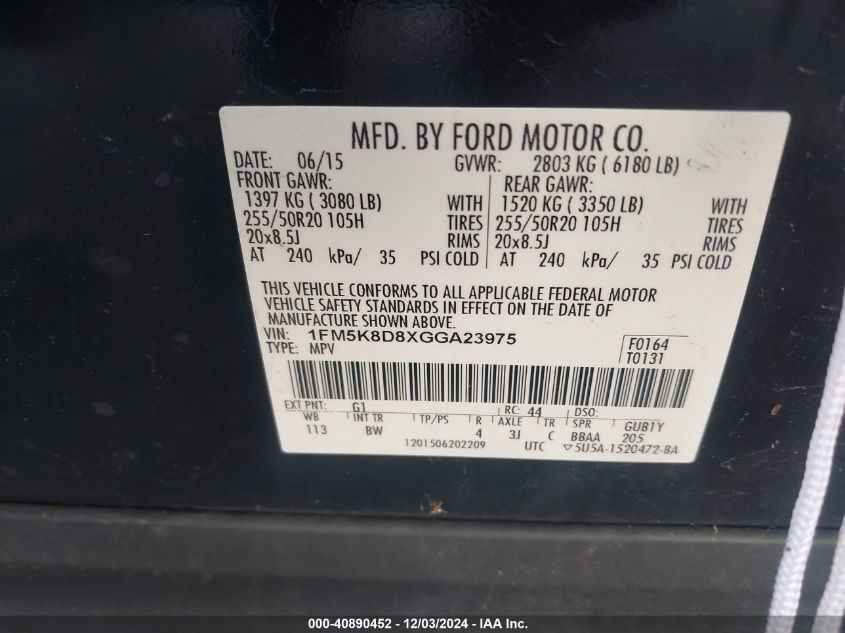 MFD. BY FORD MOTOR CO.
DATE: 06/15 GVWR: 2803 KG ( 6180 LB)
FRONT GAWR: REAR GAWR:
1397 KG ( 3080 LB) WITH 1520 KG ( 3350 LB) WITH
255/50R20 105H TIRES 255/50R20 105H TIRES
20x8.5J RIMS 20x8.5J RIMS
AT 240 kPa/ 35 PSI COLD AT 240 kPa/ 35 PSI COLD
THIS VEHICLE CONFORMS TO ALL APPLICABLE FEDERAL MOTOR
VEHICLE SAFETY STANDARDS IN EFFECT ON THE DATE OF
MANUFACTURE SHOWN ABOVE.
VIN: 1FM5K8D8XGGA23975
TYPE: MPV
F0164
T0131
EXT PNT: G1 RC: 44 DSO:
WB INT TR TP/PS R AXLE TR SPR GUB1Y
113 BW 4 3J C BBAA 205
1201506202209 UTC ▽5U5A-1520472-BA
000-40890452 - 12/03/2024 - IAA Inc.